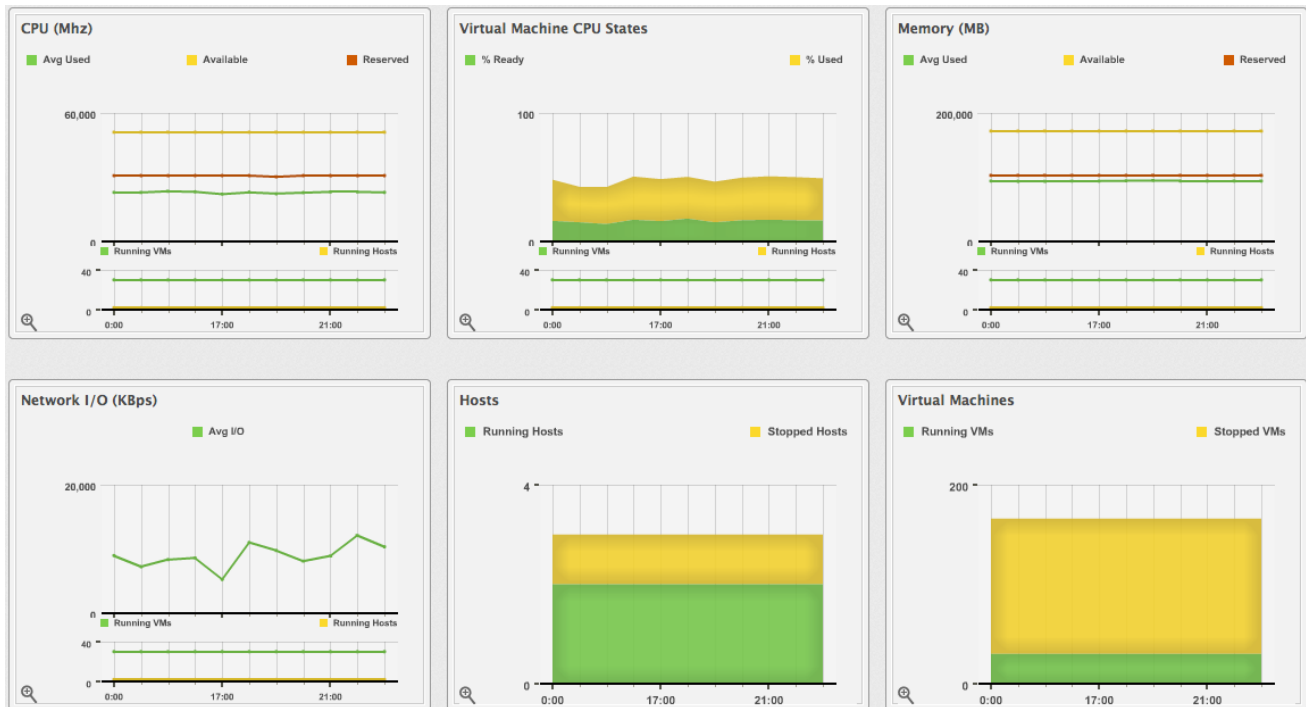 CPU (Mhz)
Avg Used Available Reserved
60,000
0
Running VMs Running Hosts
40
0
0:00 17:00 21:00
Virtual Machine CPU States
% Ready % Used
100
0
Running VMs Running Hosts
40
0
0:00 17:00 21:00
Memory (MB)
Avg Used Available Reserved
200,000
0
Running VMs Running Hosts
40
0
0:00 17:00 21:00
Network I/O (KBps)
Avg I/O
20,000
0
Running VMs Running Hosts
40
0
0:00 17:00 21:00
Hosts
Running Hosts Stopped Hosts
4
0
0:00 17:00 21:00
Virtual Machines
Running VMs Stopped VMs
200
0
0:00 17:00 21:00